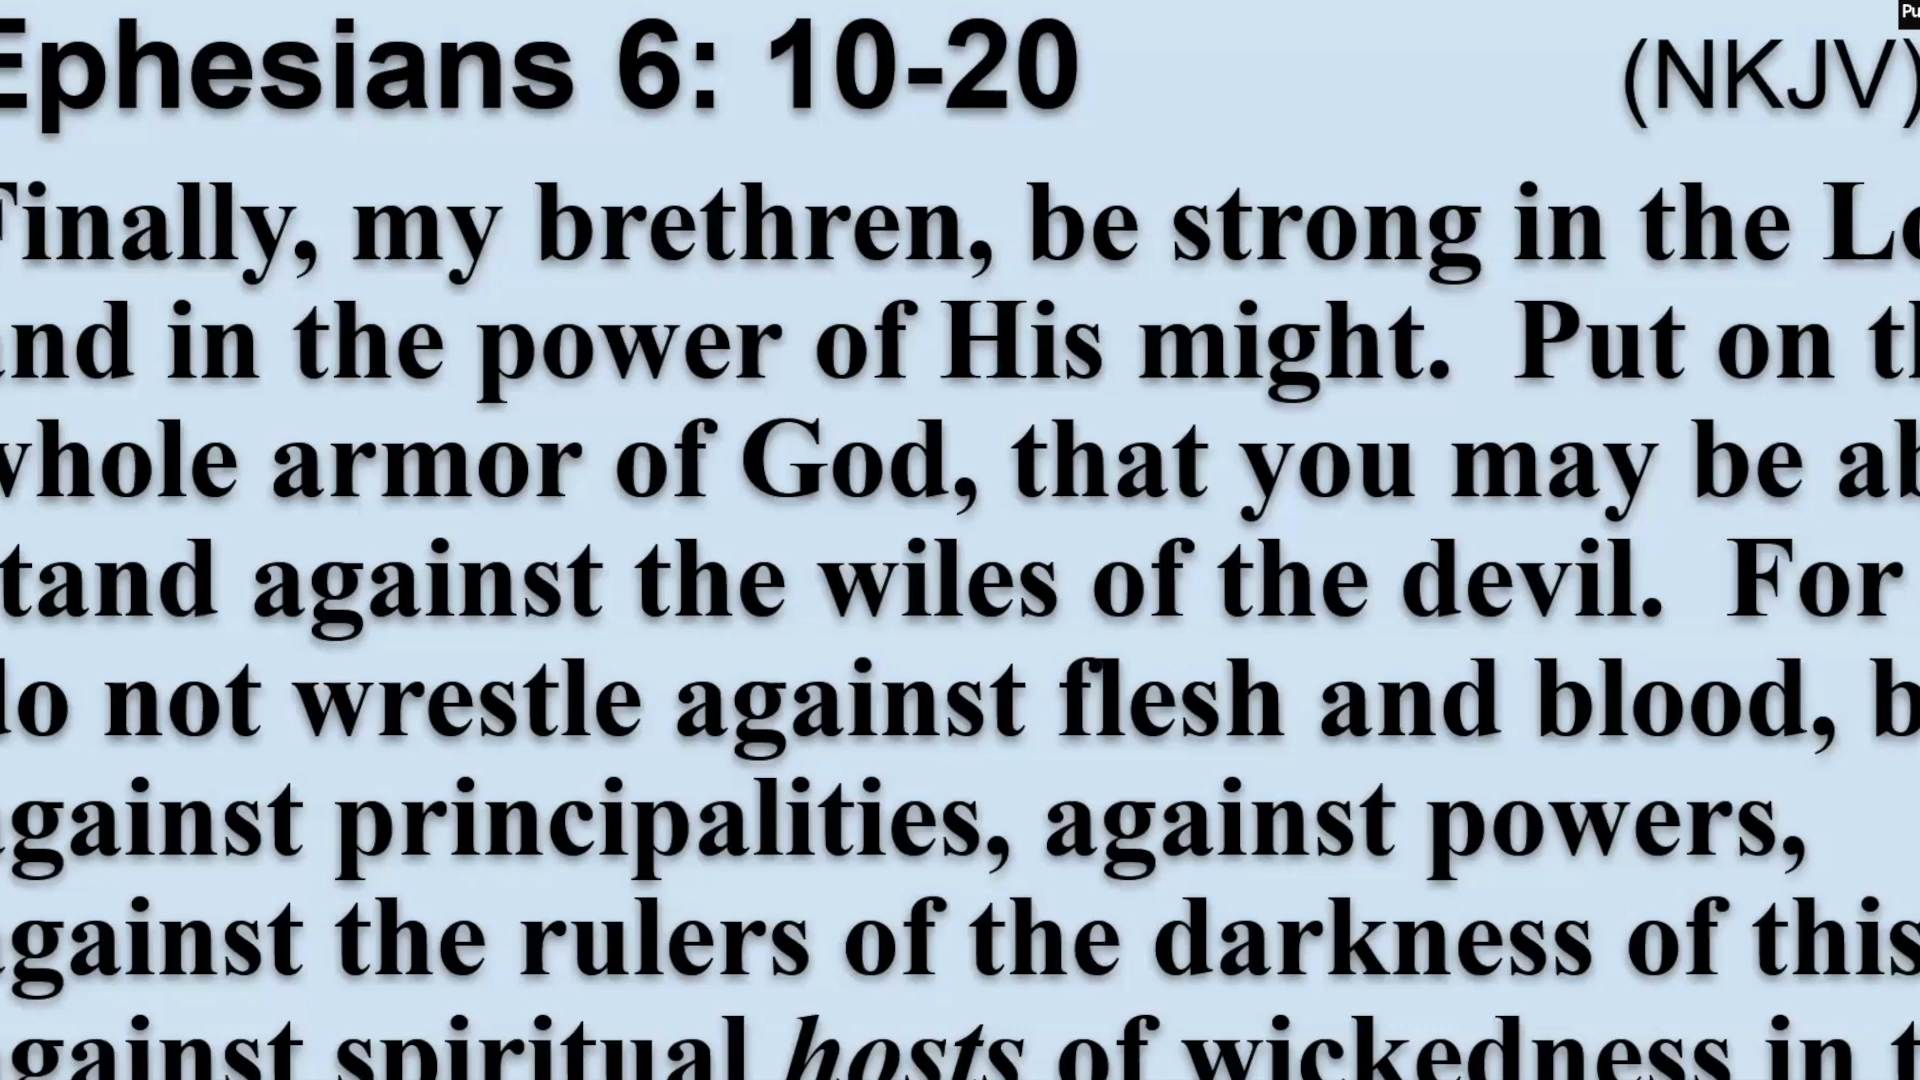 Ephesians 6: 10-20 (NKJV)
Finally, my brethren, be strong in the Lo
and in the power of His might. Put on th
whole armor of God, that you may be ab
stand against the wiles of the devil. For
do not wrestle against flesh and blood, b
against principalities, against powers,
against the rulers of the darkness of this
against spiritual hosts of wickedness in t
Pu